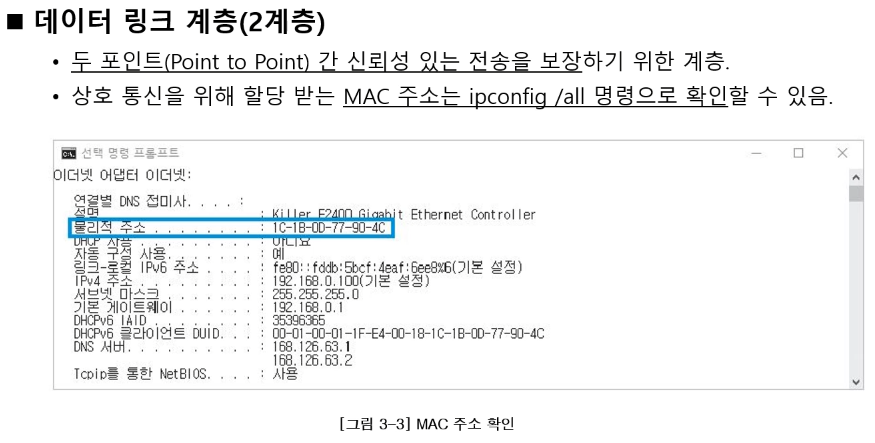 ■ 데이터 링크 계층(2계층)
• 두 포인트(Point to Point) 간 신뢰성 있는 전송을 보장하기 위한 계층.
• 상호 통신을 위해 할당 받는 MAC 주소는 ipconfig /all 명령으로 확인할 수 있음.
선택 명령 프롬프트
이더넷 어댑터 이더넷:
연결별 DNS 접미사. . . . :
설명 . . . . . . . . . . . . : Killer E2400 Gigabit Ethernet Controller
물리적 주소 . . . . . . . . : 1C-1B-0D-77-90-4C
DHCP 사용 . . . . . . . . . : 아니요
자동 구성 사용. . . . . . . : 예
링크-로컬 IPv6 주소 . . . . : fe80::fddb:5bcf:4eaf:6ee8%6(기본 설정)
IPv4 주소 . . . . . . . . . : 192.168.0.100(기본 설정)
서브넷 마스크 . . . . . . . : 255.255.255.0
기본 게이트웨이 . . . . . . : 192.168.0.1
DHCPv6 IAID . . . . . . . . : 35396365
DHCPv6 클라이언트 DUID. . . : 00-01-00-01-1F-E4-00-18-1C-1B-0D-77-90-4C
DNS 서버. . . . . . . . . . : 168.126.63.1
168.126.63.2
Tcpip를 통한 NetBIOS. . . . : 사용
[그림 3-3] MAC 주소 확인